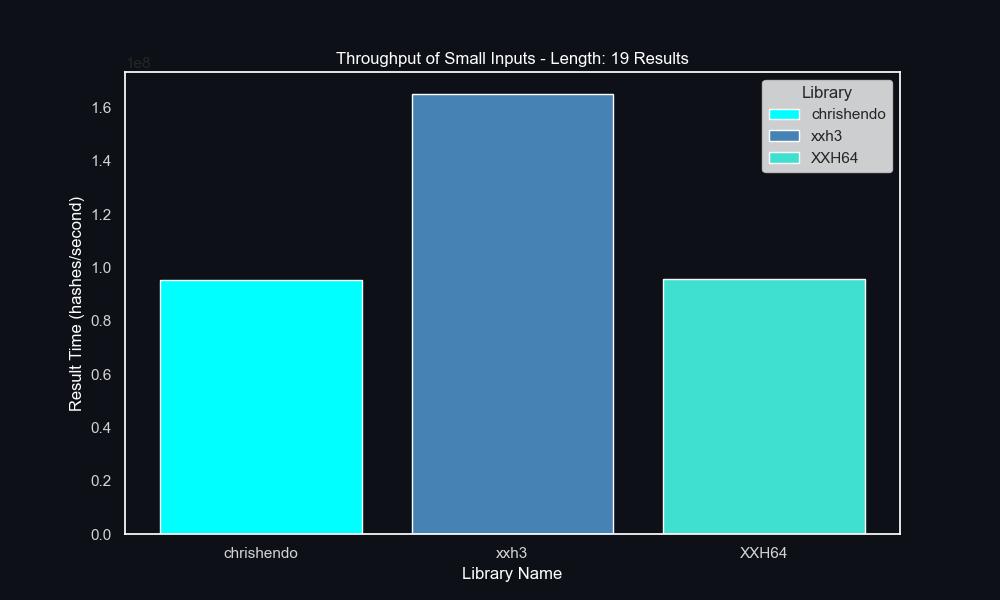 Throughput of Small Inputs - Length: 19 Results
1e8
Library
chrishendo
xxh3
XXH64
1.6
1.4
1.2
1.0
0.8
0.6
0.4
0.2
0.0
Result Time (hashes/second)
chrishendo
xxh3
XXH64
Library Name